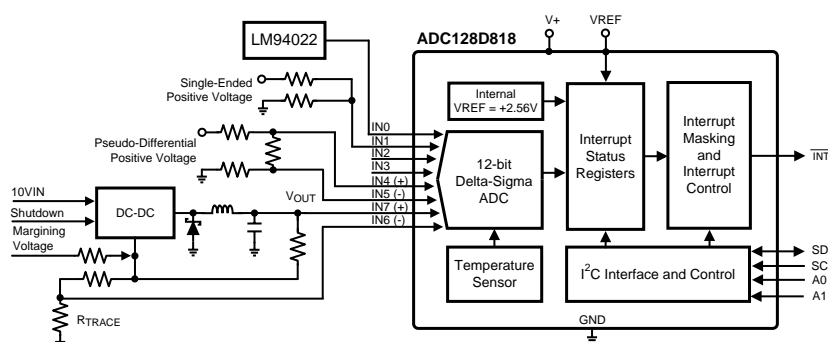 V+
VREF
ADC128D818
LM94022
Single-Ended
Positive Voltage
Internal
VREF = +2.56V
Interrupt
Status
Registers
Interrupt
Masking
and
Interrupt
Control
INT
Pseudo-Differential
Positive Voltage
IN0
IN1
IN2
IN3
IN4 (+)
IN5 (-)
IN7 (+)
IN6 (-)
12-bit
Delta-Sigma
ADC
10VIN
Shutdown
Margining
Voltage
DC-DC
VOUT
Temperature
Sensor
I²C Interface and Control
SD
SC
A0
A1
RTRACE
GND